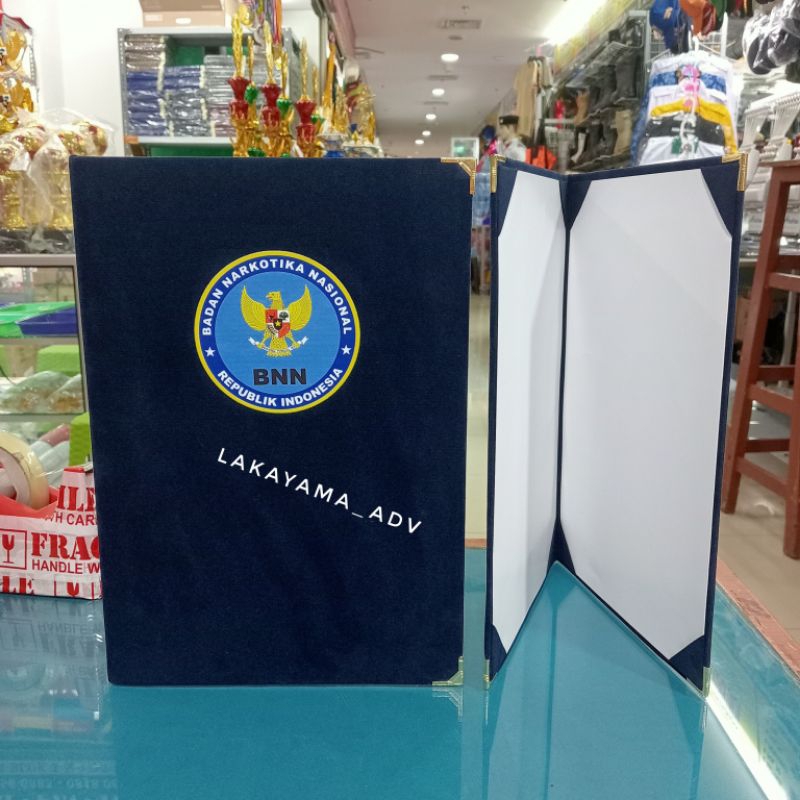 BADAN NARKOTIKA NASIONAL
BNN
REPUBLIK INDONESIA
LAKAYAMA_ADV
FRAG
HANDLE W